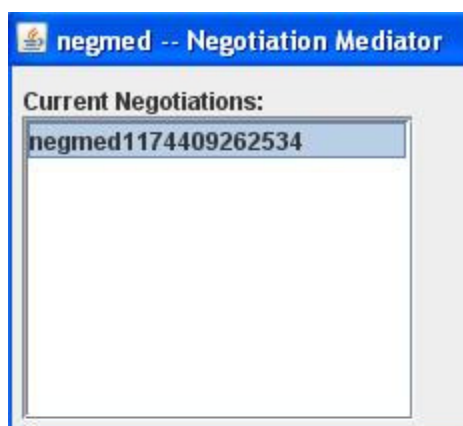 negmed -- Negotiation Mediator
Current Negotiations:
negmed1174409262534